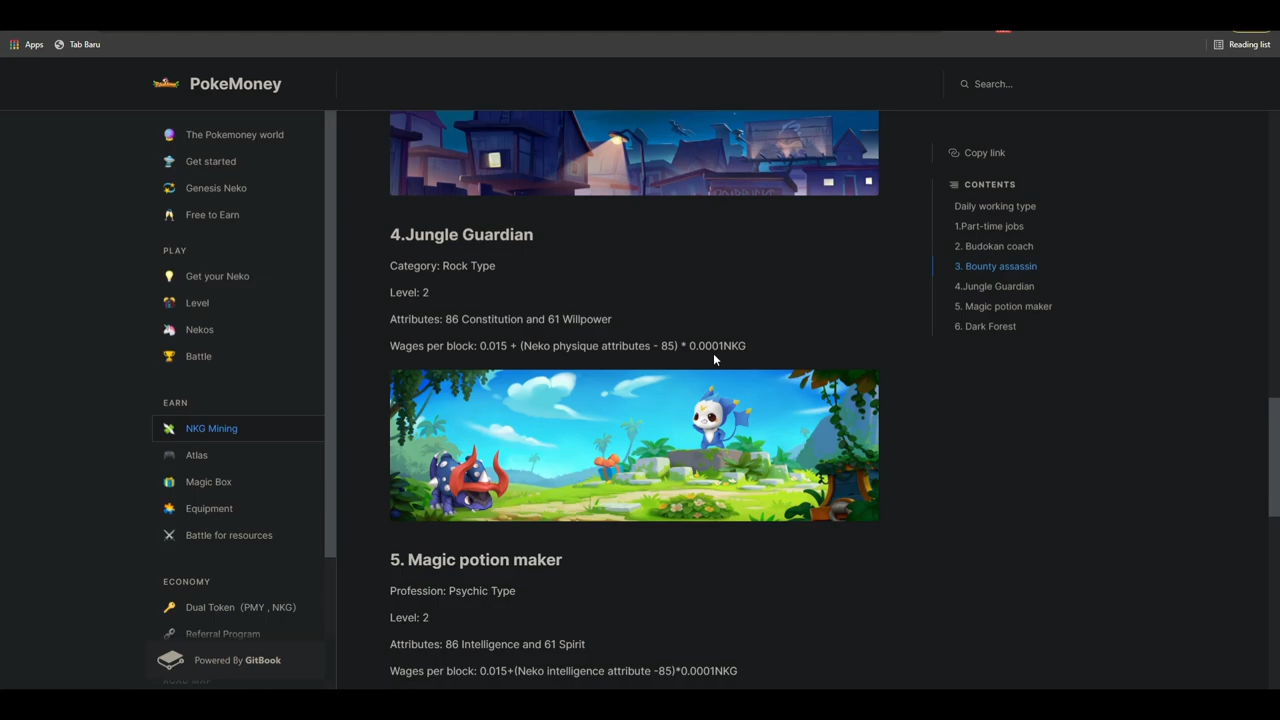 Apps
Tab Baru
Reading list
PokeMoney
Search...
The Pokemoney world
Get started
Genesis Neko
Free to Earn
PLAY
Get your Neko
Level
Nekos
Battle
EARN
NKG Mining
Atlas
Magic Box
Equipment
Battle for resources
ECONOMY
Dual Token（PMY , NKG）
Referral Program
Powered By GitBook
4.Jungle Guardian
Category: Rock Type
Level: 2
Attributes: 86 Constitution and 61 Willpower
Wages per block: 0.015 + (Neko physique attributes - 85) * 0.0001NKG
5. Magic potion maker
Profession: Psychic Type
Level: 2
Attributes: 86 Intelligence and 61 Spirit
Wages per block: 0.015+(Neko intelligence attribute -85)*0.0001NKG
Copy link
CONTENTS
Daily working type
1.Part-time jobs
2. Budokan coach
3. Bounty assassin
4.Jungle Guardian
5. Magic potion maker
6. Dark Forest